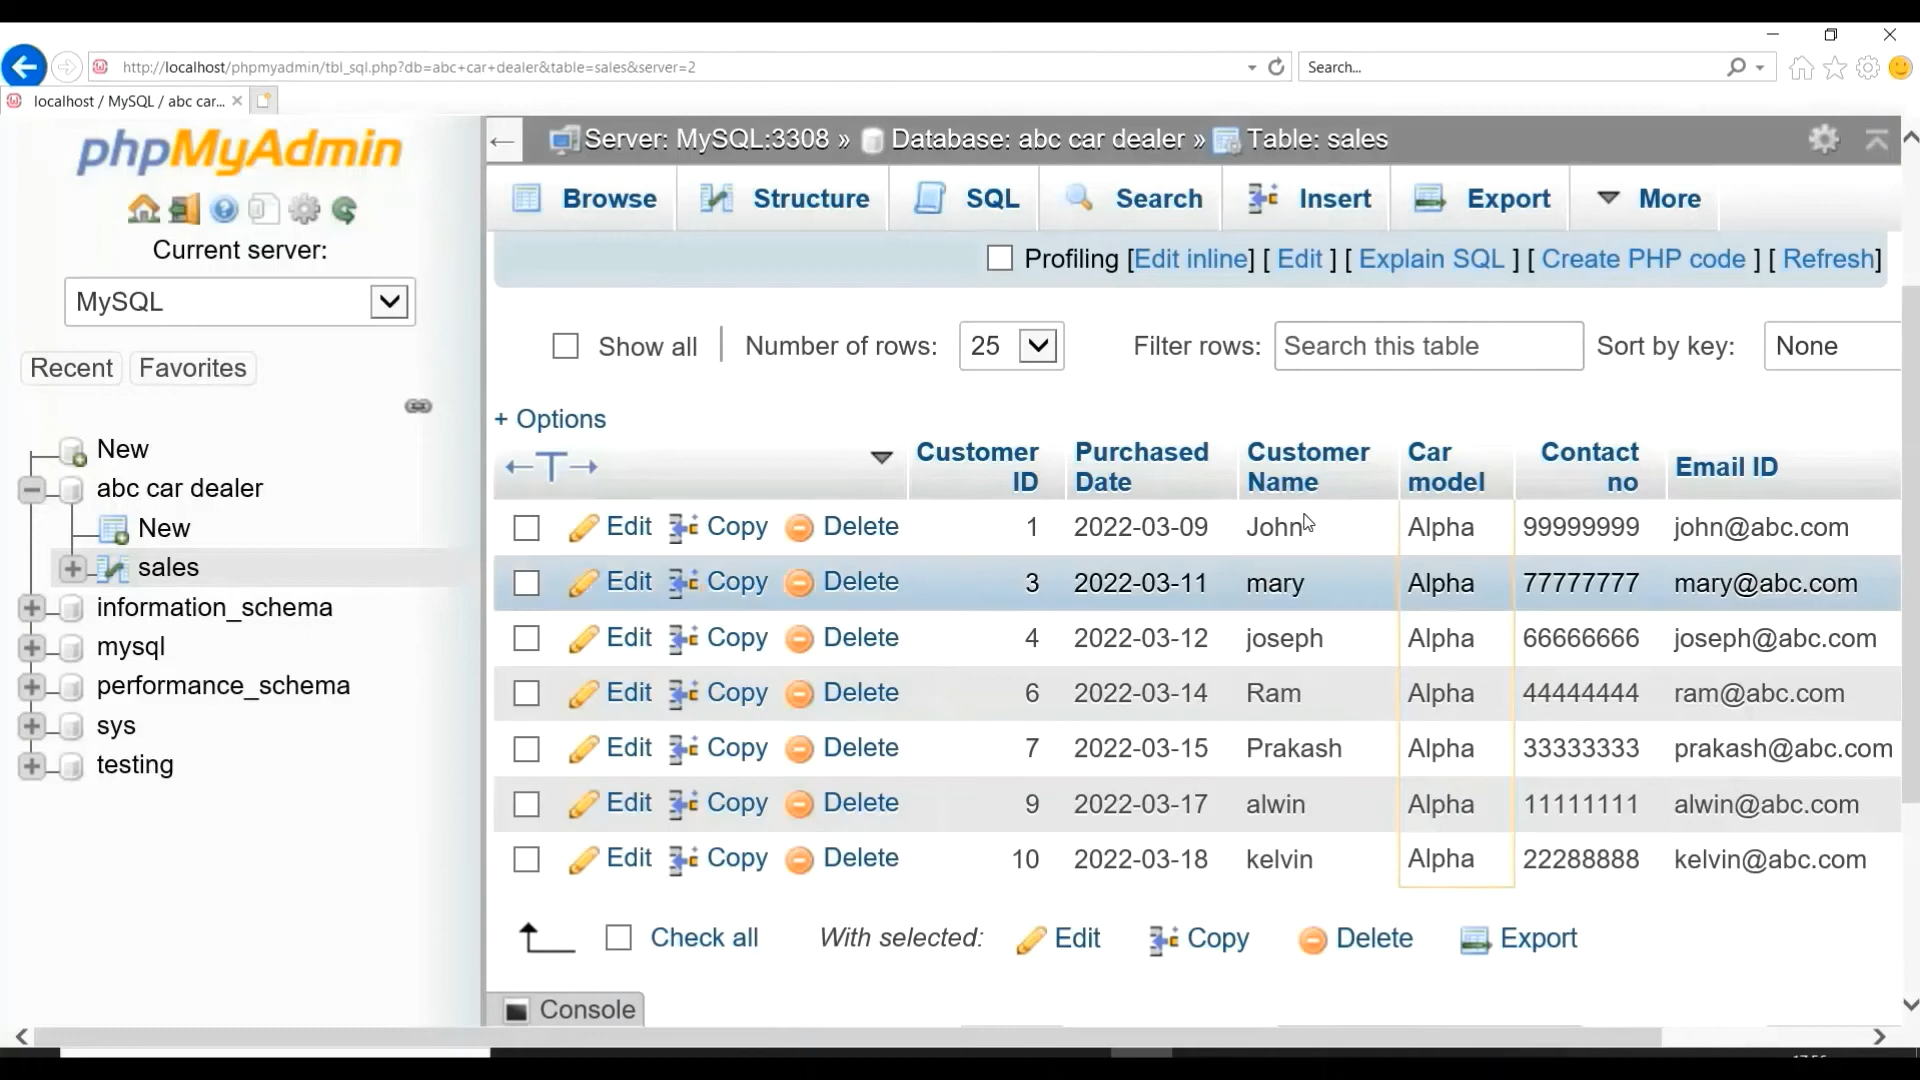 http://localhost/phpmyadmin/tbl_sql.php?db=abc+car+dealer&table=sales&server=2
Search...
localhost / MySQL / abc car...
phpMyAdmin
Current server:
MySQL
Recent
Favorites
New
abc car dealer
New
sales
information_schema
mysql
performance_schema
sys
testing
Server: MySQL:3308 » Database: abc car dealer » Table: sales
Browse Structure SQL Search Insert Export More
Profiling [Edit inline] [ Edit ] [ Explain SQL ] [ Create PHP code ] [ Refresh]
Show all Number of rows: 25 Filter rows: Search this table Sort by key: None
+ Options
Customer ID Purchased Date Customer Name Car model Contact no Email ID
Edit Copy Delete 1 2022-03-09 John Alpha 99999999 john@abc.com
Edit Copy Delete 3 2022-03-11 mary Alpha 77777777 mary@abc.com
Edit Copy Delete 4 2022-03-12 joseph Alpha 66666666 joseph@abc.com
Edit Copy Delete 6 2022-03-14 Ram Alpha 44444444 ram@abc.com
Edit Copy Delete 7 2022-03-15 Prakash Alpha 33333333 prakash@abc.com
Edit Copy Delete 9 2022-03-17 alwin Alpha 11111111 alwin@abc.com
Edit Copy Delete 10 2022-03-18 kelvin Alpha 22288888 kelvin@abc.com
Check all With selected: Edit Copy Delete Export
Console